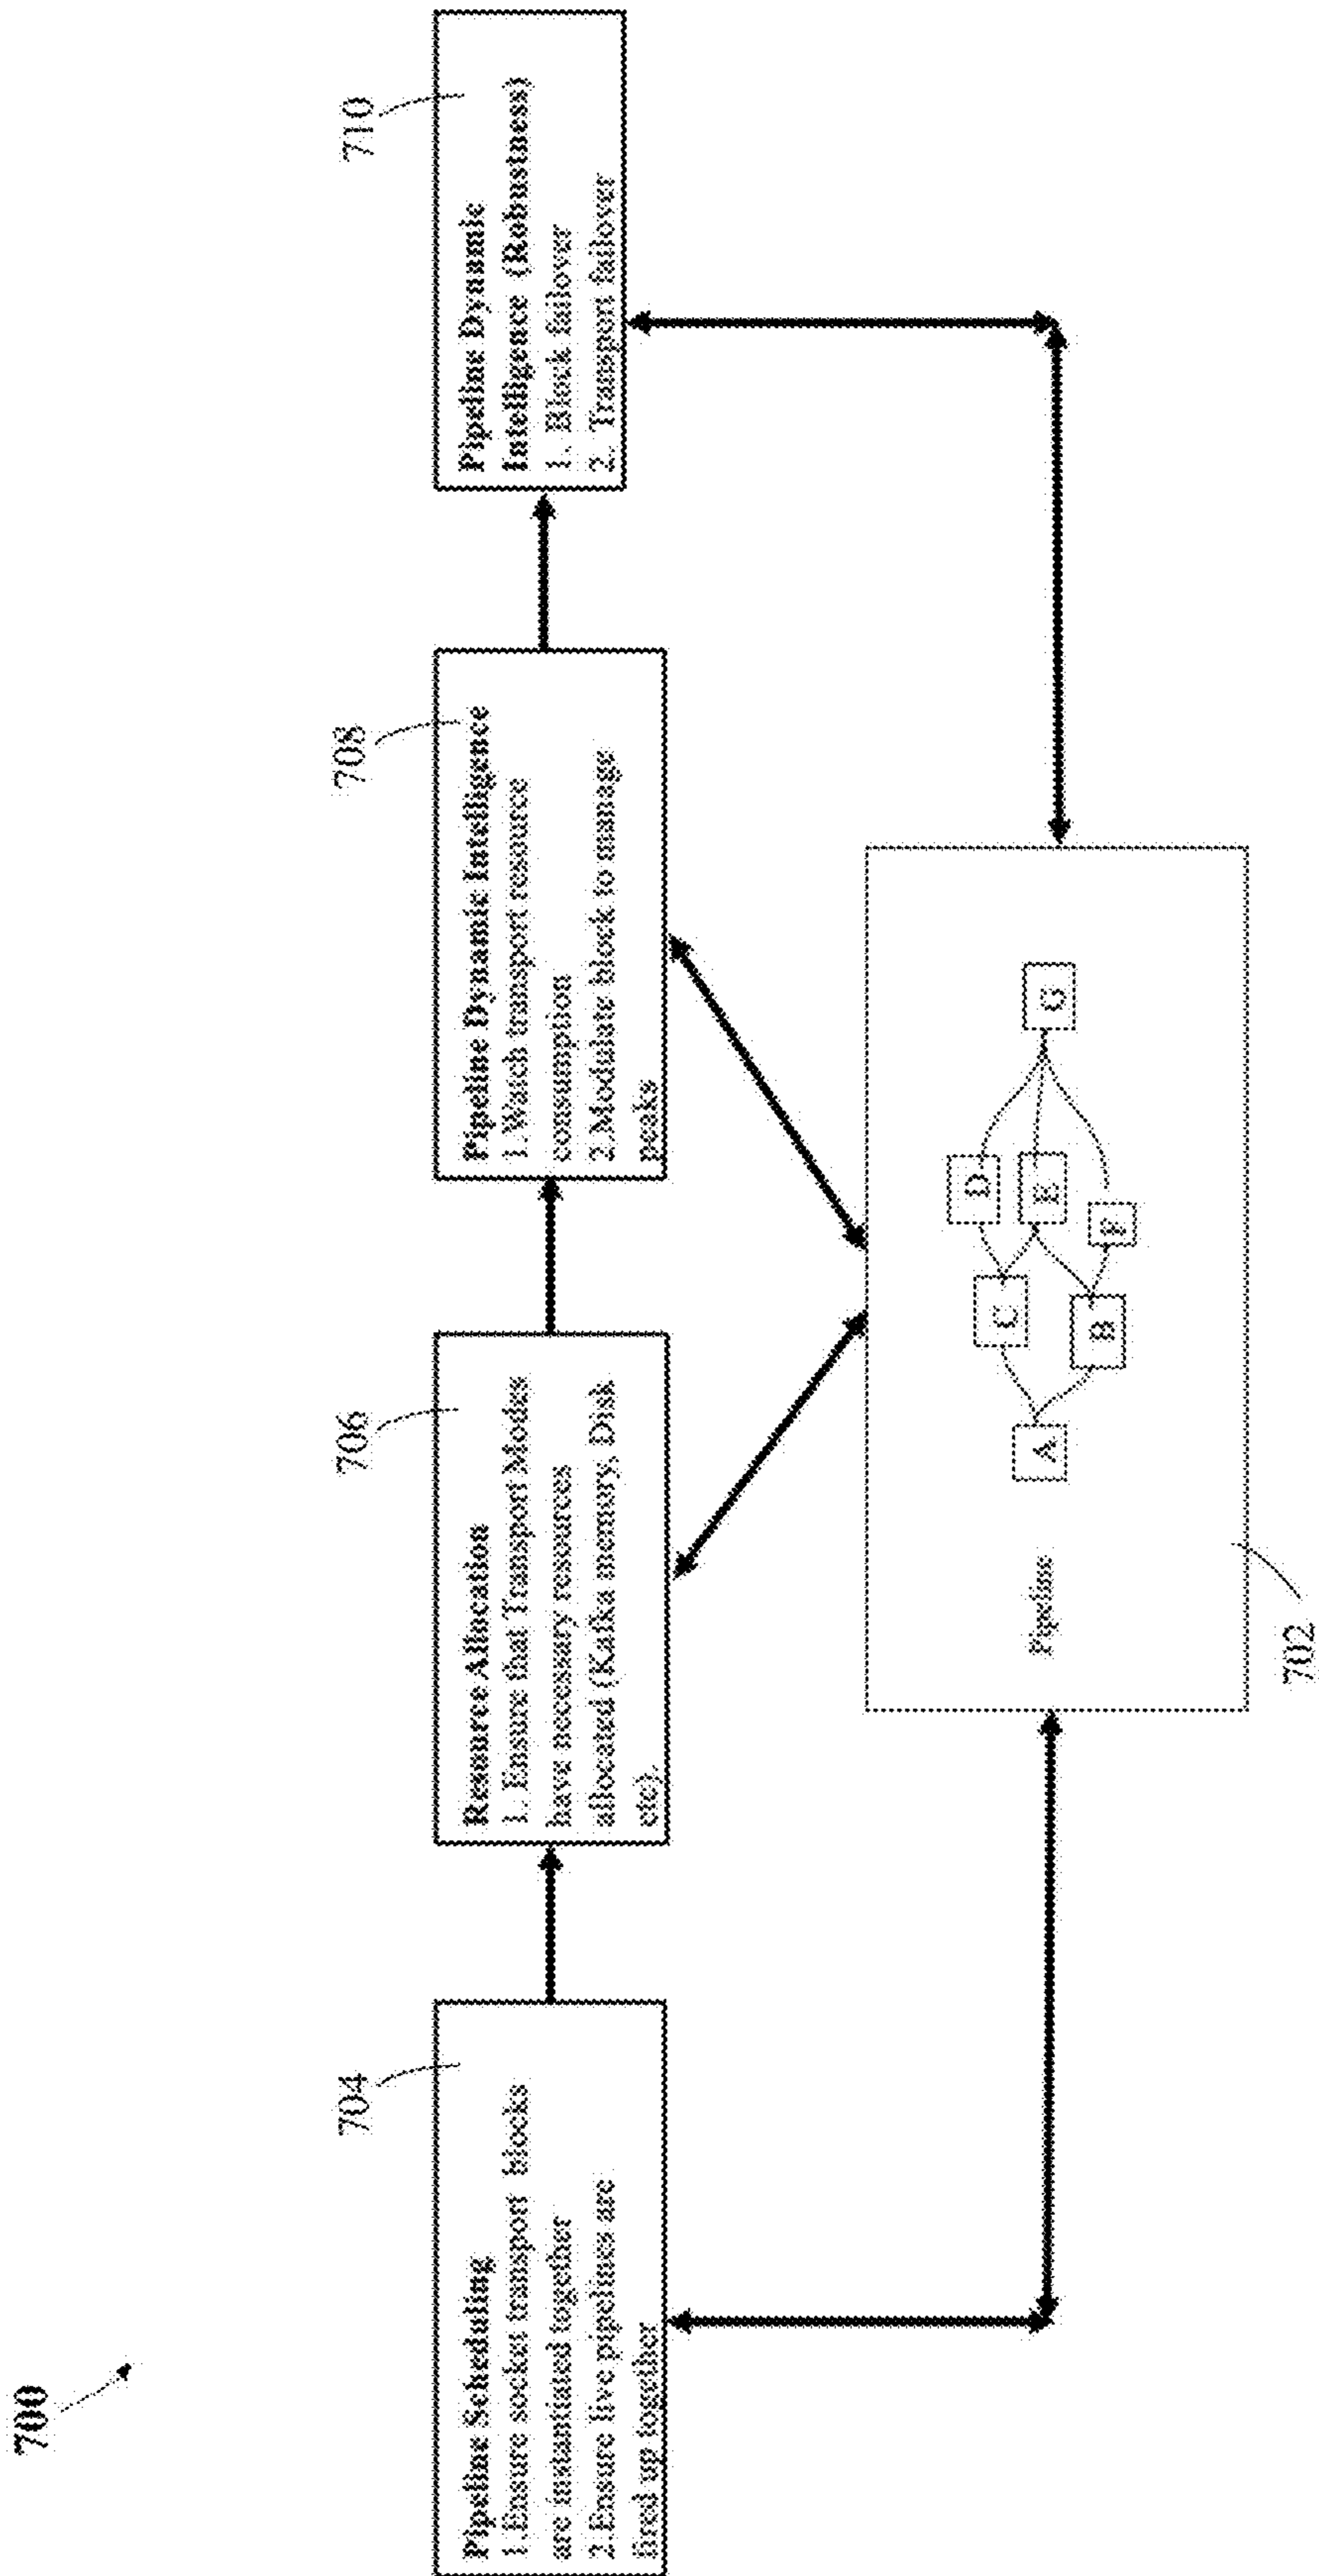 700
704
Pipeline Scheduling
1.Ensure socket transport blocks
are instantiated together
2.Ensure live pipelines are
fired up together
706
Resource Allocation
1. Ensure that Transport Modes
have necessary resources
allocated (Kafka memory, Disk
etc).
708
Pipeline Dynamic Intelligence
1.Watch transport resource
consumption
2.Modulate block to manage
peaks
710
Pipeline Dynamic
Intelligence (Robustness)
1. Block failover
2. Transport failover
Pipeline
A
C
B
D
E
F
G
702